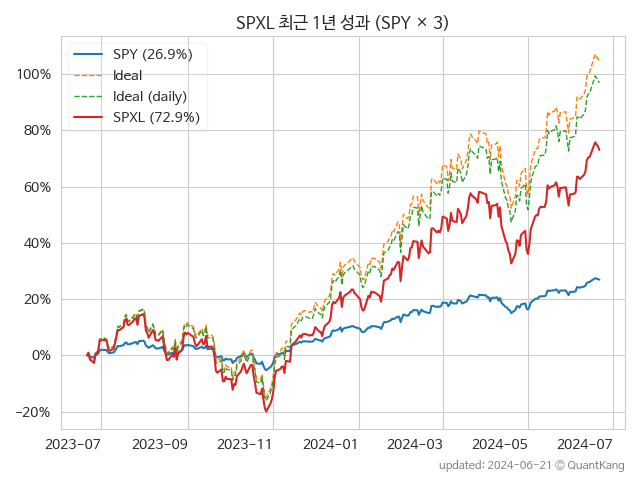 SPXL 최근 1년 성과 (SPY × 3)
SPY (26.9%)
Ideal
Ideal (daily)
SPXL (72.9%)
100%
80%
60%
40%
20%
0%
−20%
2023-07 2023-09 2023-11 2024-01 2024-03 2024-05 2024-07
updated: 2024-06-21 ⓒ QuantKang